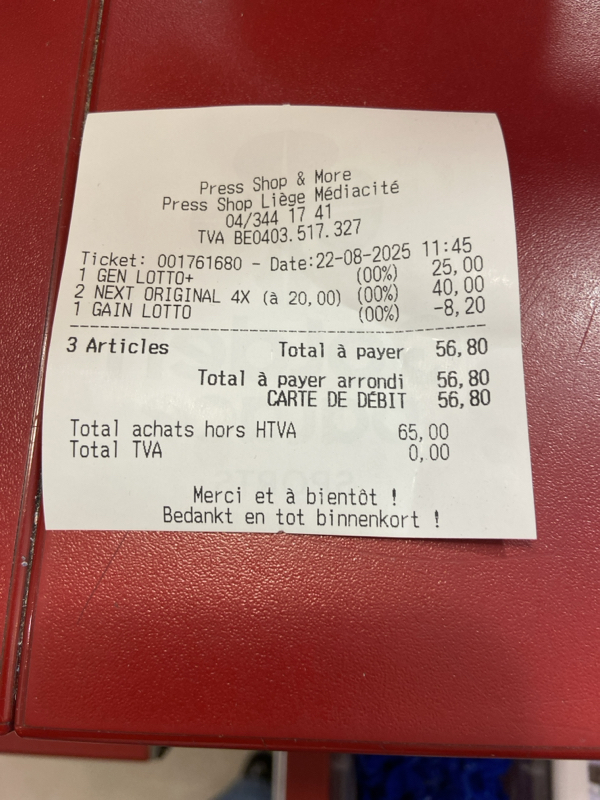 Press Shop & More
Press Shop Liège Médiacité
04/344 17 41
TVA BE0403.517.327
Ticket: 001761680 - Date:22-08-2025 11:45
1 GEN LOTTO+ (00%) 25,00
2 NEXT ORIGINAL 4X (à 20,00) (00%) 40,00
1 GAIN LOTTO (00%) -8,20
3 Articles Total à payer 56,80
Total à payer arrondi 56,80
CARTE DE DÉBIT 56,80
Total achats hors HTVA 65,00
Total TVA 0,00
Merci et à bientôt !
Bedankt en tot binnenkort !